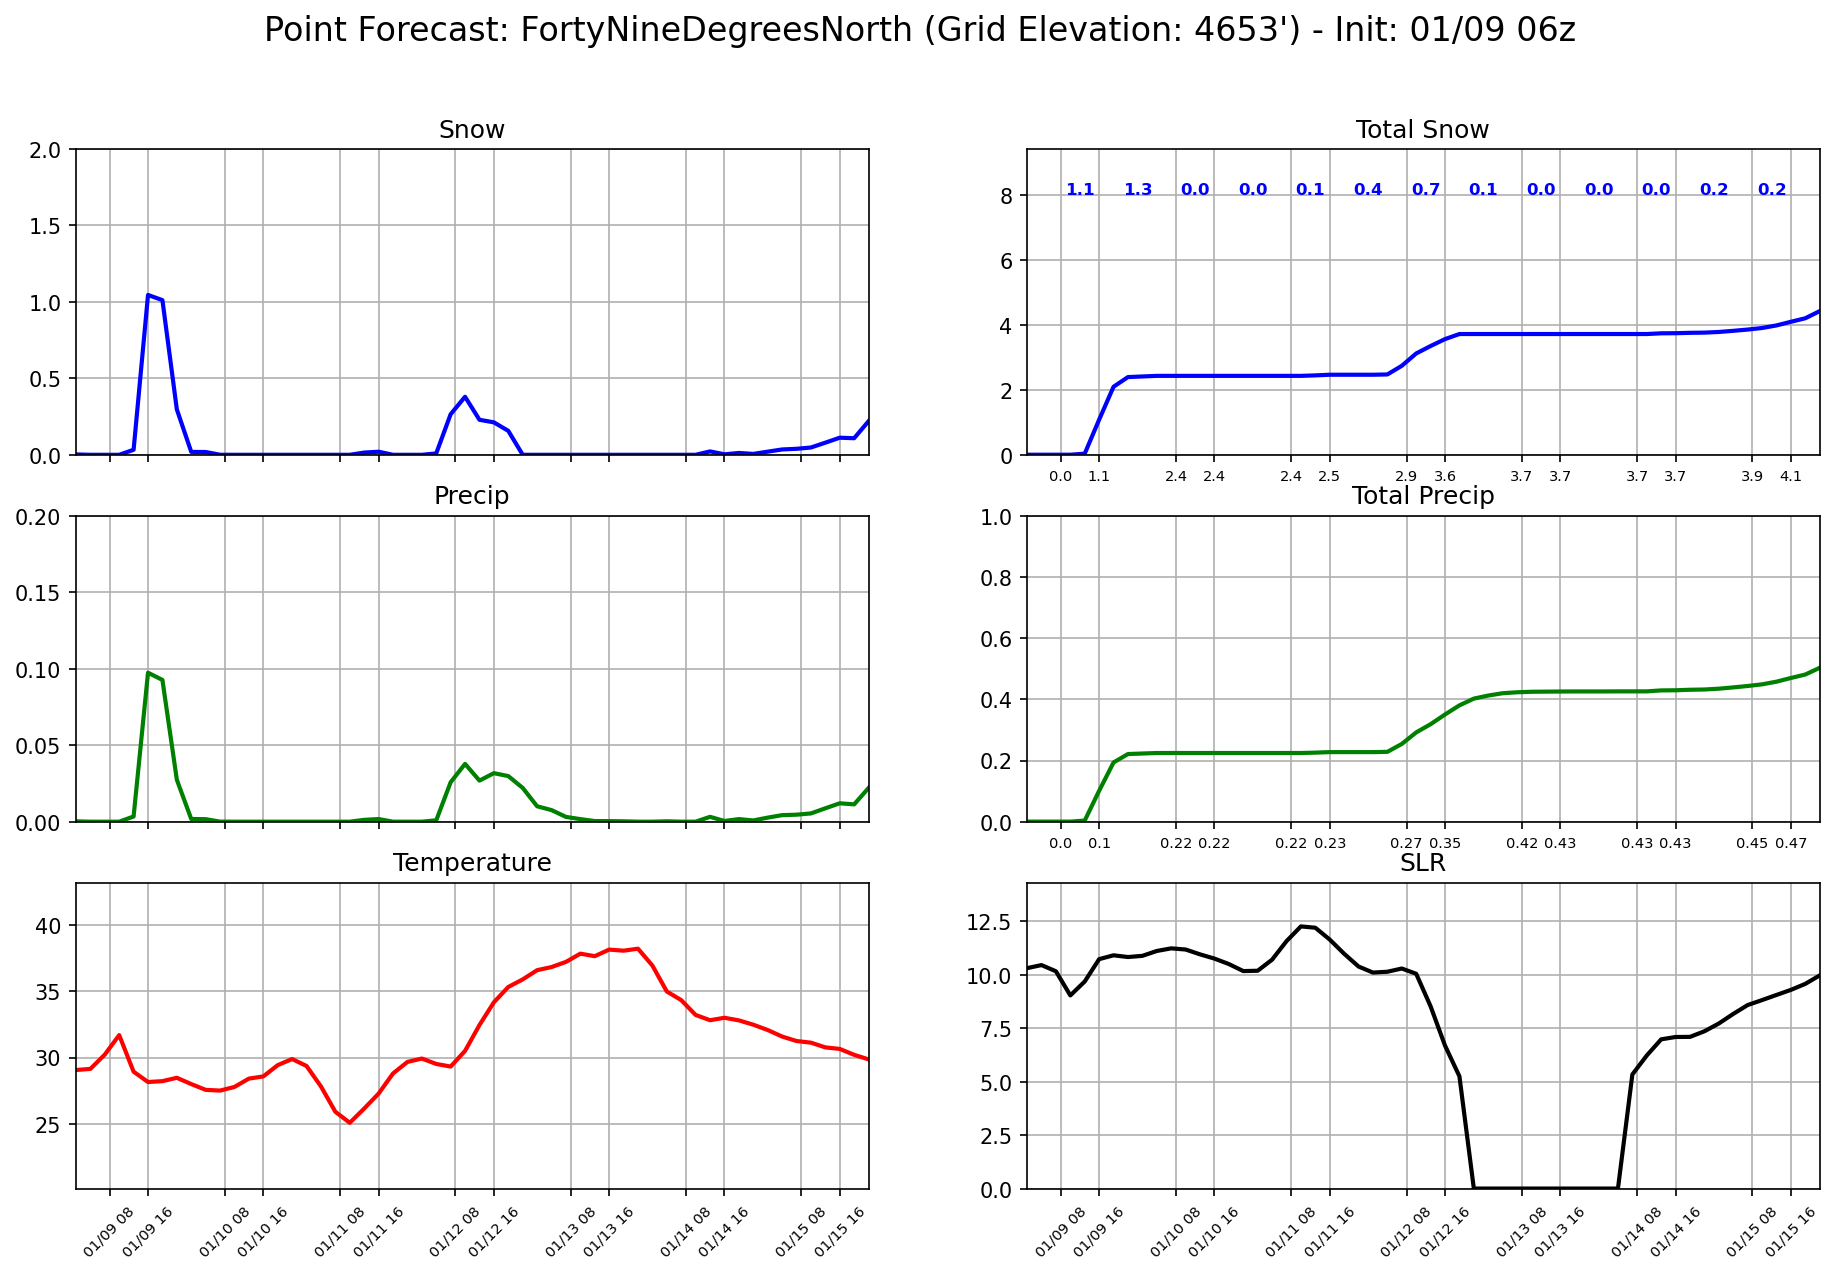 Point Forecast: FortyNineDegreesNorth (Grid Elevation: 4653') - Init: 01/09 06z
Snow
2.0
1.5
1.0
0.5
0.0
Total Snow
1.1 1.3 0.0 0.0 0.1 0.4 0.7 0.1 0.0 0.0 0.0 0.2 0.2
8
6
4
2
0
0.0 1.1 2.4 2.4 2.4 2.5 2.9 3.6 3.7 3.7 3.7 3.7 3.9 4.1
Precip
0.20
0.15
0.10
0.05
0.00
Total Precip
1.0
0.8
0.6
0.4
0.2
0.0
0.0 0.1 0.22 0.22 0.22 0.23 0.27 0.35 0.42 0.43 0.43 0.43 0.45 0.47
Temperature
40
35
30
25
01/09 08 01/09 16 01/10 08 01/10 16 01/11 08 01/11 16 01/12 08 01/12 16 01/13 08 01/13 16 01/14 08 01/14 16 01/15 08 01/15 16
SLR
12.5
10.0
7.5
5.0
2.5
0.0
01/09 08 01/09 16 01/10 08 01/10 16 01/11 08 01/11 16 01/12 08 01/12 16 01/13 08 01/13 16 01/14 08 01/14 16 01/15 08 01/15 16